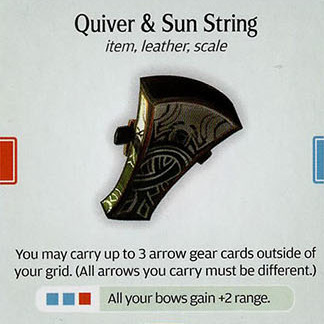 Quiver & Sun String
item, leather, scale
You may carry up to 3 arrow gear cards outside of
your grid. (All arrows you carry must be different.)
All your bows gain +2 range.